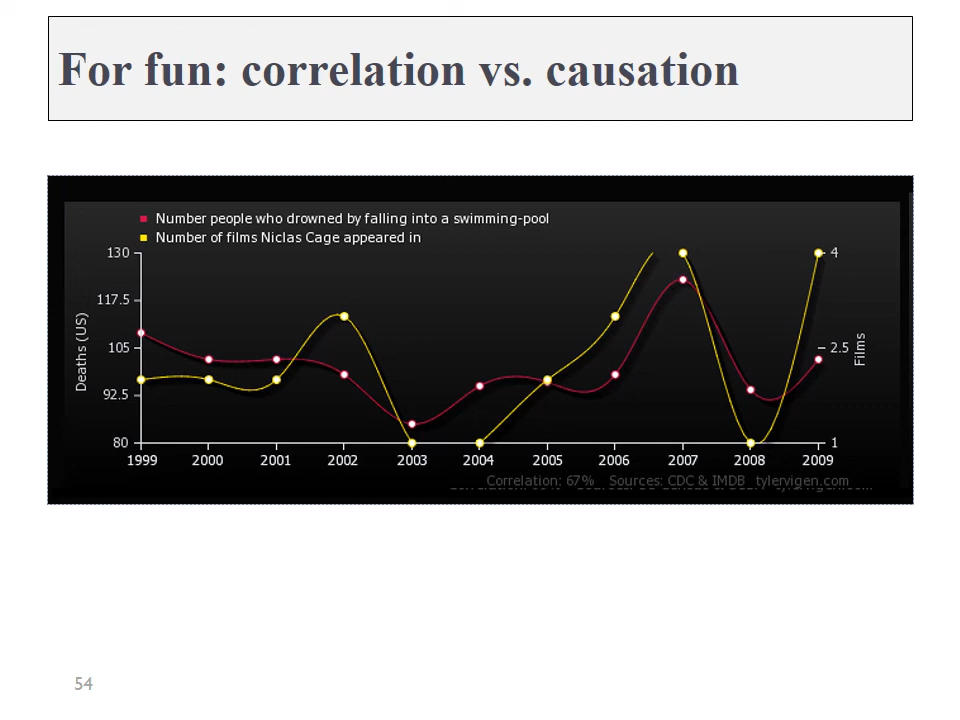 For fun: correlation vs. causation
Number people who drowned by falling into a swimming-pool
Number of films Niclas Cage appeared in
130
117.5
105
92.5
80
Deaths (US)
4
2.5
1
Films
1999 2000 2001 2002 2003 2004 2005 2006 2007 2008 2009
Correlation: 67% Sources: CDC & IMDB tylervigen.com
54